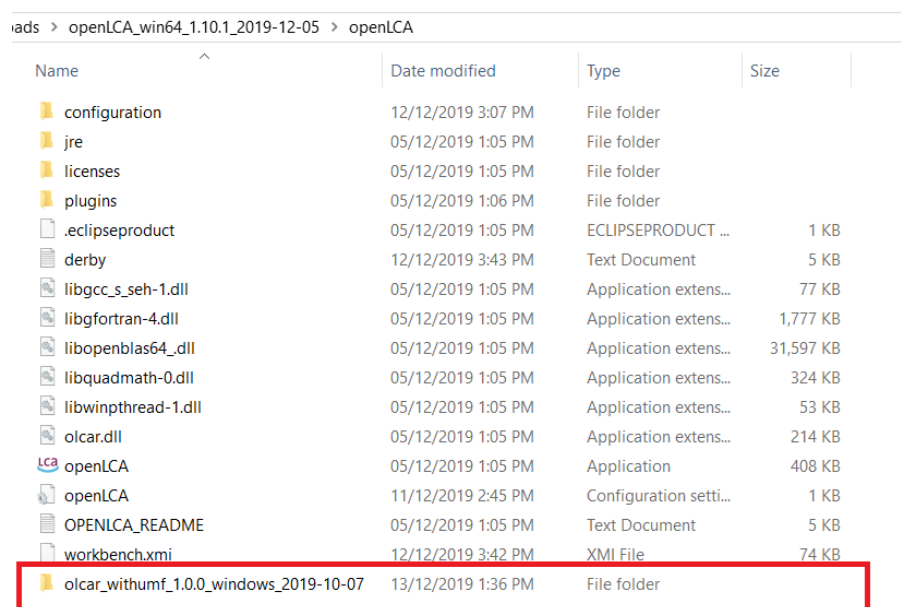 ads > openLCA_win64_1.10.1_2019-12-05 > openLCA
Name Date modified Type Size
configuration 12/12/2019 3:07 PM File folder
jre 05/12/2019 1:05 PM File folder
licenses 05/12/2019 1:05 PM File folder
plugins 05/12/2019 1:06 PM File folder
.eclipseproduct 05/12/2019 1:05 PM ECLIPSEPRODUCT ... 1 KB
derby 12/12/2019 3:43 PM Text Document 5 KB
libgcc_s_seh-1.dll 05/12/2019 1:05 PM Application extens... 77 KB
libgfortran-4.dll 05/12/2019 1:05 PM Application extens... 1,777 KB
libopenblas64_.dll 05/12/2019 1:05 PM Application extens... 31,597 KB
libquadmath-0.dll 05/12/2019 1:05 PM Application extens... 324 KB
libwinpthread-1.dll 05/12/2019 1:05 PM Application extens... 53 KB
olcar.dll 05/12/2019 1:05 PM Application extens... 214 KB
LCa openLCA 05/12/2019 1:05 PM Application 408 KB
openLCA 11/12/2019 2:45 PM Configuration setti... 1 KB
OPENLCA_README 05/12/2019 1:05 PM Text Document 5 KB
workbench.xmi 12/12/2019 3:42 PM XMI File 74 KB
olcar_withumf_1.0.0_windows_2019-10-07 13/12/2019 1:36 PM File folder